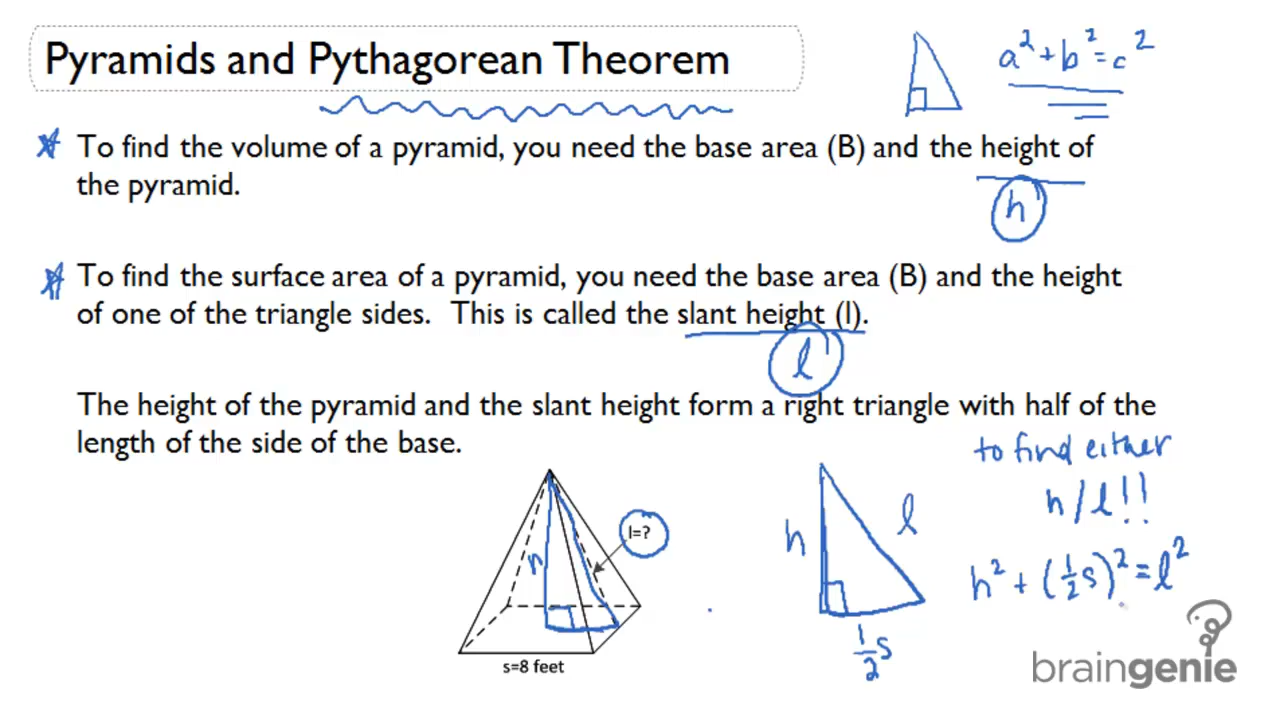 Pyramids and Pythagorean Theorem
a² + b² = c²
To find the volume of a pyramid, you need the base area (B) and the height of
the pyramid.
h
To find the surface area of a pyramid, you need the base area (B) and the height
of one of the triangle sides. This is called the slant height (l).
l
The height of the pyramid and the slant height form a right triangle with half of the
length of the side of the base.
to find either
h/l!!
l=?
h
h
l
h² + (½s)² = l²
½s
s=8 feet
braingenie